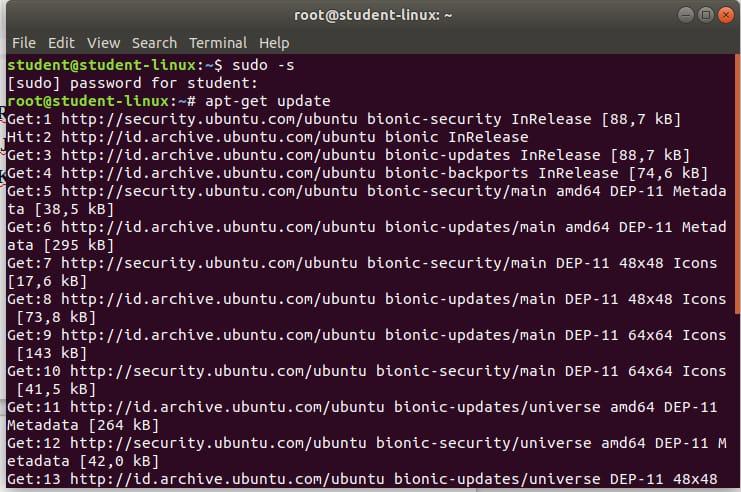 root@student-linux: ~
File Edit View Search Terminal Help
student@student-linux:~$ sudo -s
[sudo] password for student:
root@student-linux:~# apt-get update
Get:1 http://security.ubuntu.com/ubuntu bionic-security InRelease [88,7 kB]
Hit:2 http://id.archive.ubuntu.com/ubuntu bionic InRelease
Get:3 http://id.archive.ubuntu.com/ubuntu bionic-updates InRelease [88,7 kB]
Get:4 http://id.archive.ubuntu.com/ubuntu bionic-backports InRelease [74,6 kB]
Get:5 http://security.ubuntu.com/ubuntu bionic-security/main amd64 DEP-11 Metada
ta [38,5 kB]
Get:6 http://id.archive.ubuntu.com/ubuntu bionic-updates/main amd64 DEP-11 Metad
ata [295 kB]
Get:7 http://security.ubuntu.com/ubuntu bionic-security/main DEP-11 48x48 Icons
[17,6 kB]
Get:8 http://id.archive.ubuntu.com/ubuntu bionic-updates/main DEP-11 48x48 Icons
[73,8 kB]
Get:9 http://id.archive.ubuntu.com/ubuntu bionic-updates/main DEP-11 64x64 Icons
[143 kB]
Get:10 http://security.ubuntu.com/ubuntu bionic-security/main DEP-11 64x64 Icons
[41,5 kB]
Get:11 http://id.archive.ubuntu.com/ubuntu bionic-updates/universe amd64 DEP-11
Metadata [264 kB]
Get:12 http://security.ubuntu.com/ubuntu bionic-security/universe amd64 DEP-11 M
etadata [42,0 kB]
Get:13 http://id.archive.ubuntu.com/ubuntu bionic-updates/universe DEP-11 48x48